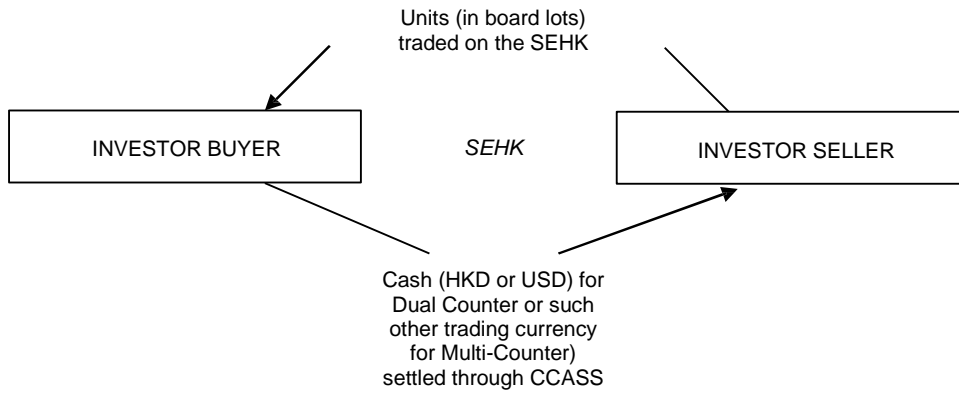 Units (in board lots)
traded on the SEHK
INVESTOR BUYER
SEHK
INVESTOR SELLER
Cash (HKD or USD) for
Dual Counter or such
other trading currency
for Multi-Counter)
settled through CCASS